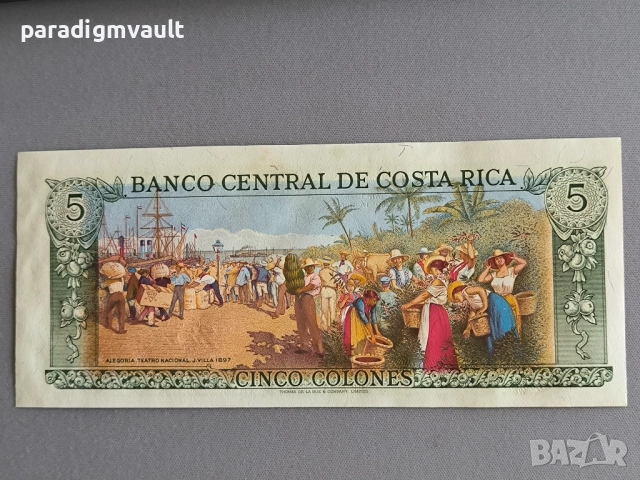 paradigmvault
BANCO CENTRAL DE COSTA RICA
5
5
ALEGORIA. TEATRO NACIONAL. J. VILLA 1897
CINCO COLONES
THOMAS DE LA RUE & COMPANY, LIMITED.
BAZAR